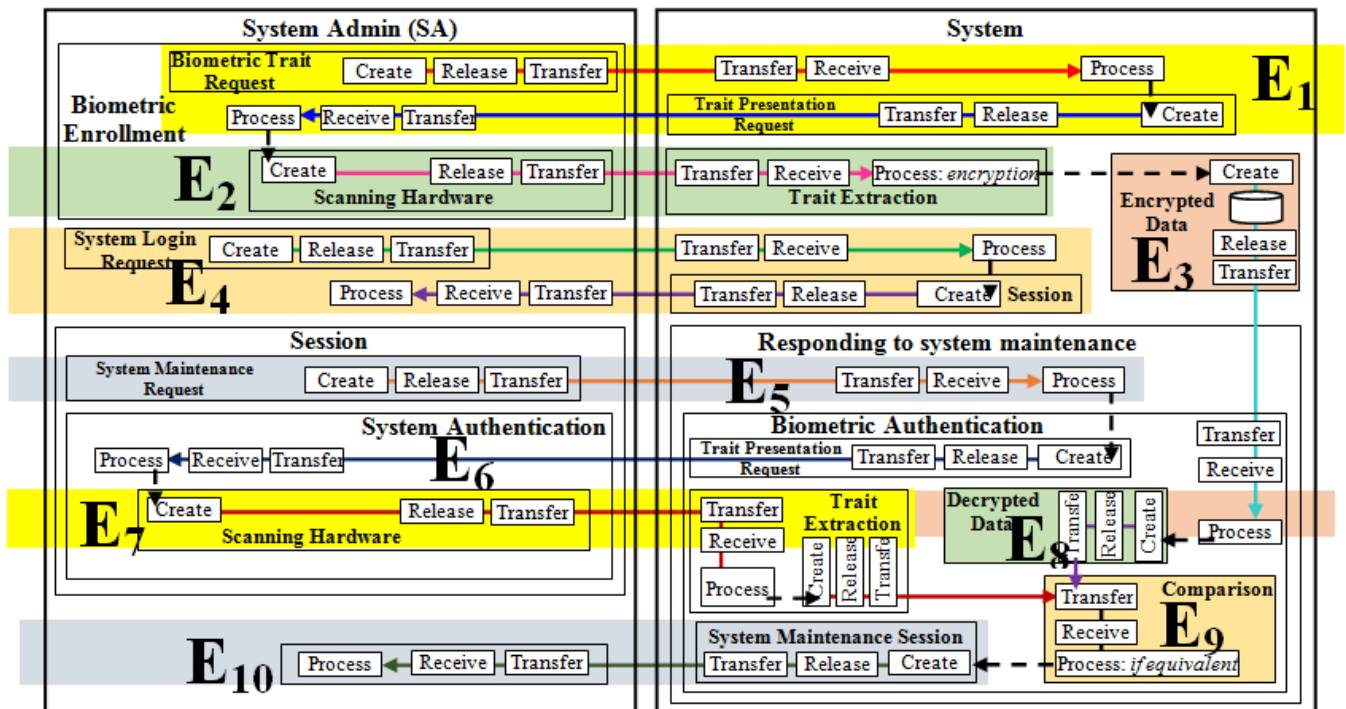 System Admin (SA)
System
Biometric Trait
Request
Create
Release
Transfer
Transfer
Receive
Process
E1
Biometric
Enrollment
Process
Receive
Transfer
Trait Presentation
Request
Transfer
Release
Create
E2
Create
Release
Transfer
Scanning Hardware
Transfer
Receive
Process: encryption
Trait Extraction
Create
Encrypted
Data
Release
Transfer
E3
System Login
Request
Create
Release
Transfer
Transfer
Receive
Process
E4
Process
Receive
Transfer
Transfer
Release
Create
Session
Session
Responding to system maintenance
System Maintenance
Request
Create
Release
Transfer
E5
Transfer
Receive
Process
System Authentication
Biometric Authentication
Process
Receive
Transfer
E6
Trait Presentation
Request
Transfer
Release
Create
Transfer
Receive
Process
E7
Create
Release
Transfer
Scanning Hardware
Transfer
Receive
Process
Trait
Extraction
Create
Release
Transfe
Decrypted
Data
E8
Transfe
Release
Create
Comparison
Transfer
Receive
Process: if equivalent
E9
System Maintenance Session
Transfer
Release
Create
E10
Process
Receive
Transfer